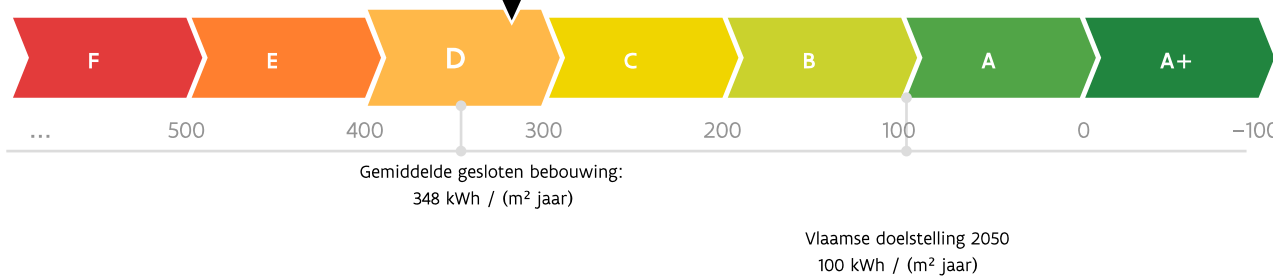 F E D C B A A+
... 500 400 300 200 100 0 −100
Gemiddelde gesloten bebouwing:
348 kWh / (m² jaar)
Vlaamse doelstelling 2050
100 kWh / (m² jaar)